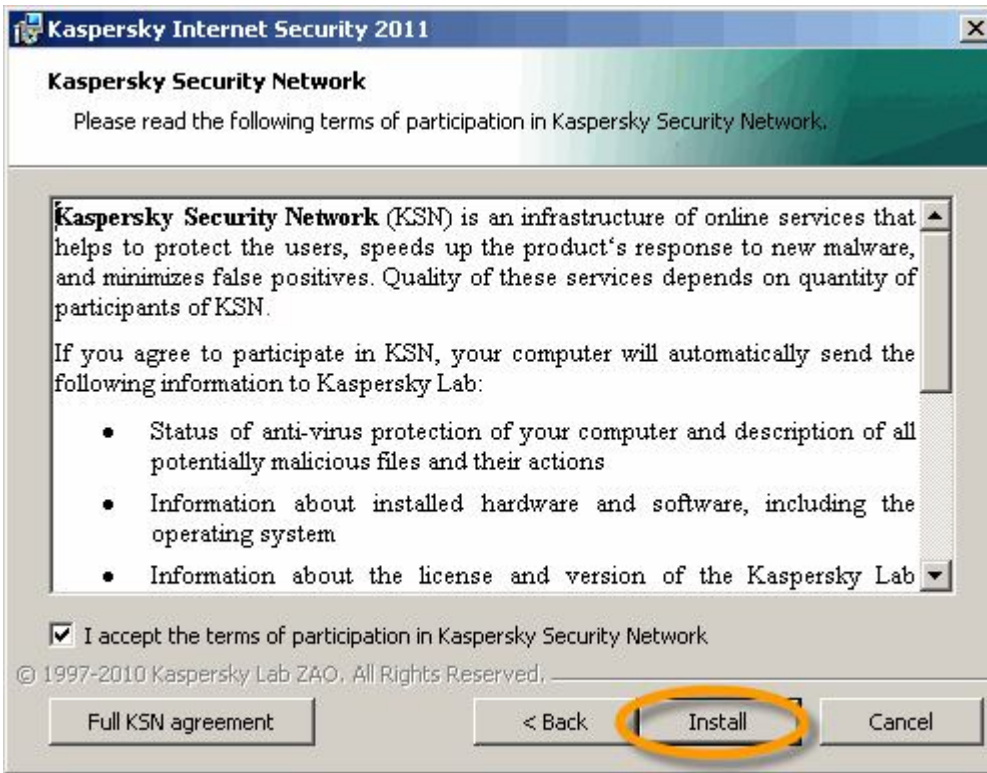 Kaspersky Internet Security 2011
Kaspersky Security Network
Please read the following terms of participation in Kaspersky Security Network.
Kaspersky Security Network (KSN) is an infrastructure of online services that
helps to protect the users, speeds up the product‘s response to new malware,
and minimizes false positives. Quality of these services depends on quantity of
participants of KSN.
If you agree to participate in KSN, your computer will automatically send the
following information to Kaspersky Lab:
● Status of anti-virus protection of your computer and description of all
potentially malicious files and their actions
● Information about installed hardware and software, including the
operating system
● Information about the license and version of the Kaspersky Lab
I accept the terms of participation in Kaspersky Security Network
© 1997-2010 Kaspersky Lab ZAO. All Rights Reserved.
Full KSN agreement
< Back
Install
Cancel